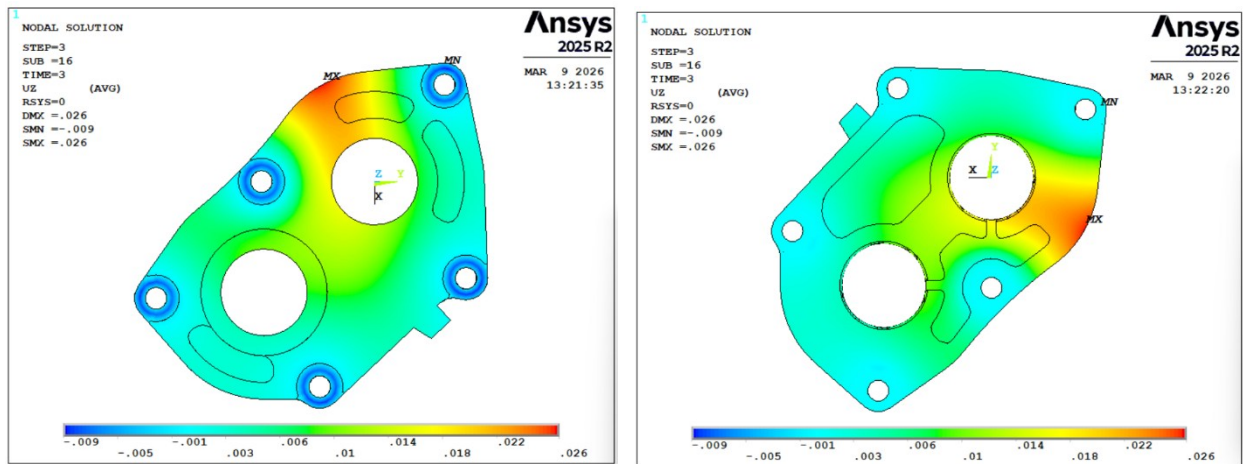 1
NODAL SOLUTION
STEP=3
SUB =16
TIME=3
UZ (AVG)
RSYS=0
DMX =.026
SMN =-.009
SMX =.026
Ansys
2025 R2
MAR 9 2026
13:21:35
MX
MN
Z Y
X
-.009 -.001 .006 .014 .022
-.005 .003 .01 .018 .026
1
NODAL SOLUTION
STEP=3
SUB =16
TIME=3
UZ (AVG)
RSYS=0
DMX =.026
SMN =-.009
SMX =.026
Ansys
2025 R2
MAR 9 2026
13:22:20
MN
Y
X Z
MX
-.009 -.001 .006 .014 .022
-.005 .003 .01 .018 .026